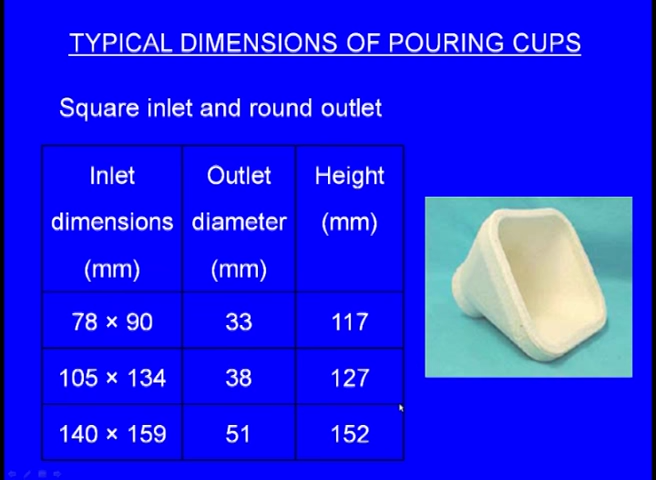 TYPICAL DIMENSIONS OF POURING CUPS
Square inlet and round outlet
Inlet dimensions (mm) Outlet diameter (mm) Height (mm)
78 × 90 33 117
105 × 134 38 127
140 × 159 51 152